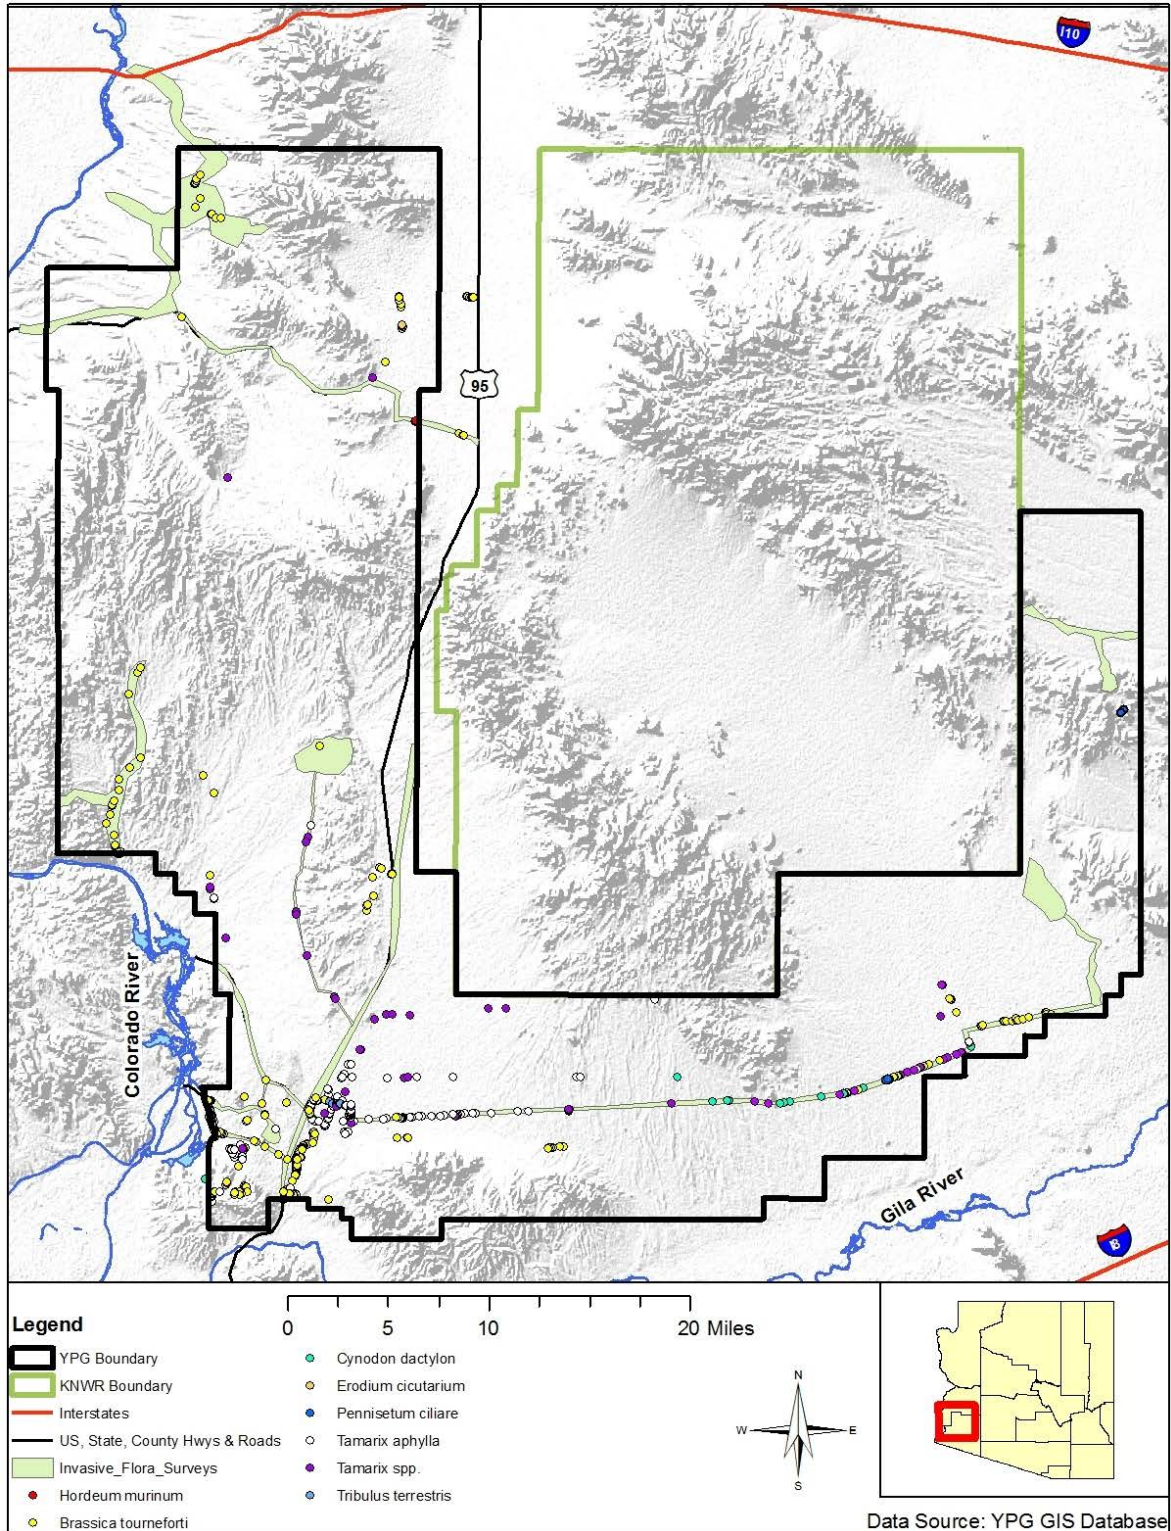 I10
95
Colorado River
Gila River
I8
Legend
YPG Boundary
KNWR Boundary
Interstates
US, State, County Hwys & Roads
Invasive_Flora_Surveys
Hordeum murinum
Brassica tourneforti
Cynodon dactylon
Erodium cicutarium
Pennisetum ciliare
Tamarix aphylla
Tamarix spp.
Tribulus terrestris
0 5 10 20 Miles
N
W E
S
Data Source: YPG GIS Database